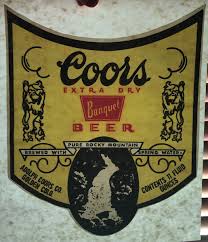 Coors
EXTRA DRY
Banquet
BEER
PURE ROCKY MOUNTAIN
BREWED WITH
SPRING WATER
ADOLPH COORS CO.
GOLDEN, COLO.
CONTENTS 11 FLUID
OUNCES